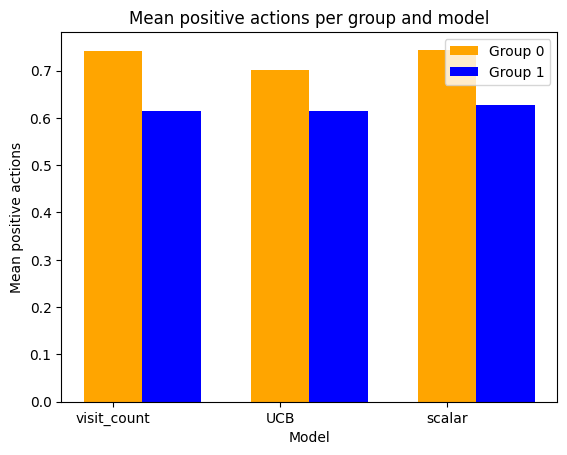 Mean positive actions per group and model
Group 0
Group 1
Mean positive actions
0.7
0.6
0.5
0.4
0.3
0.2
0.1
0.0
visit_count UCB scalar
Model